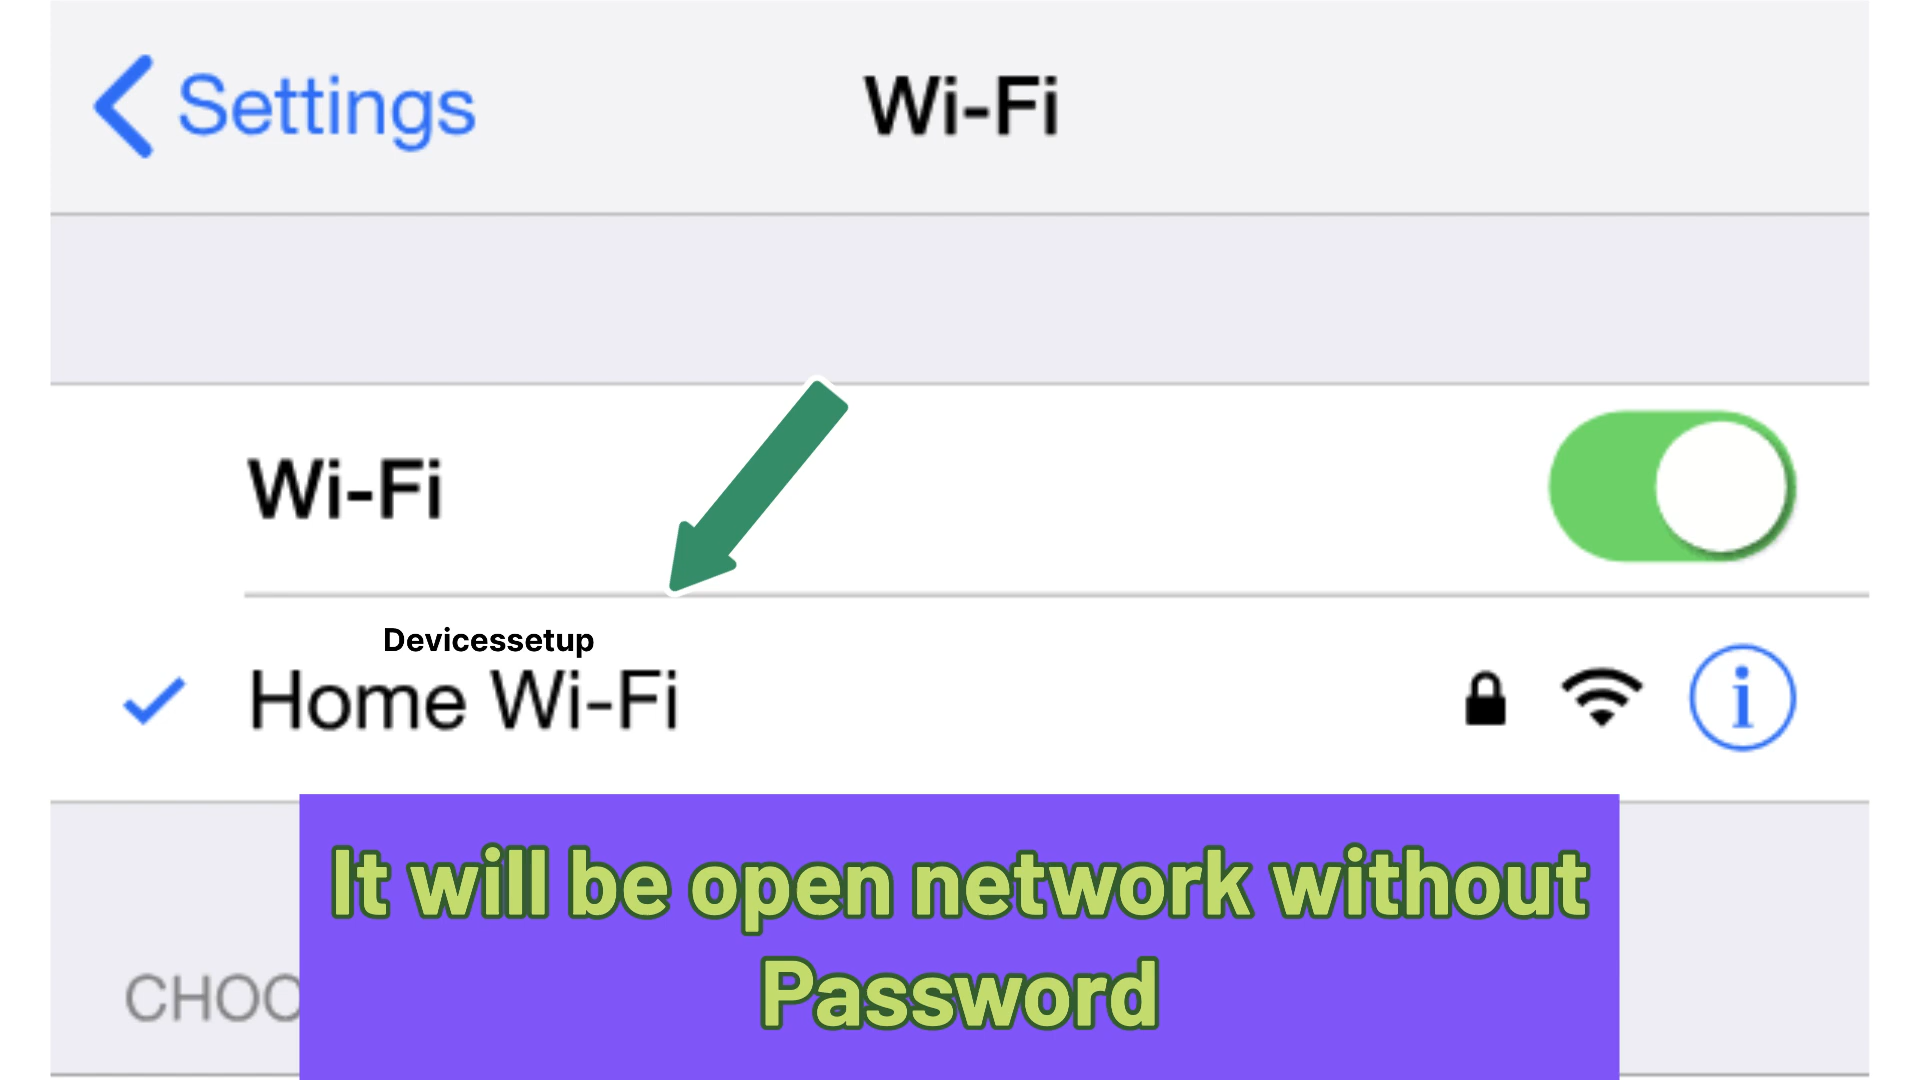 Settings
Wi-Fi
Wi-Fi
Devicessetup
Home Wi-Fi
i
It will be open network without
Password
CHOO